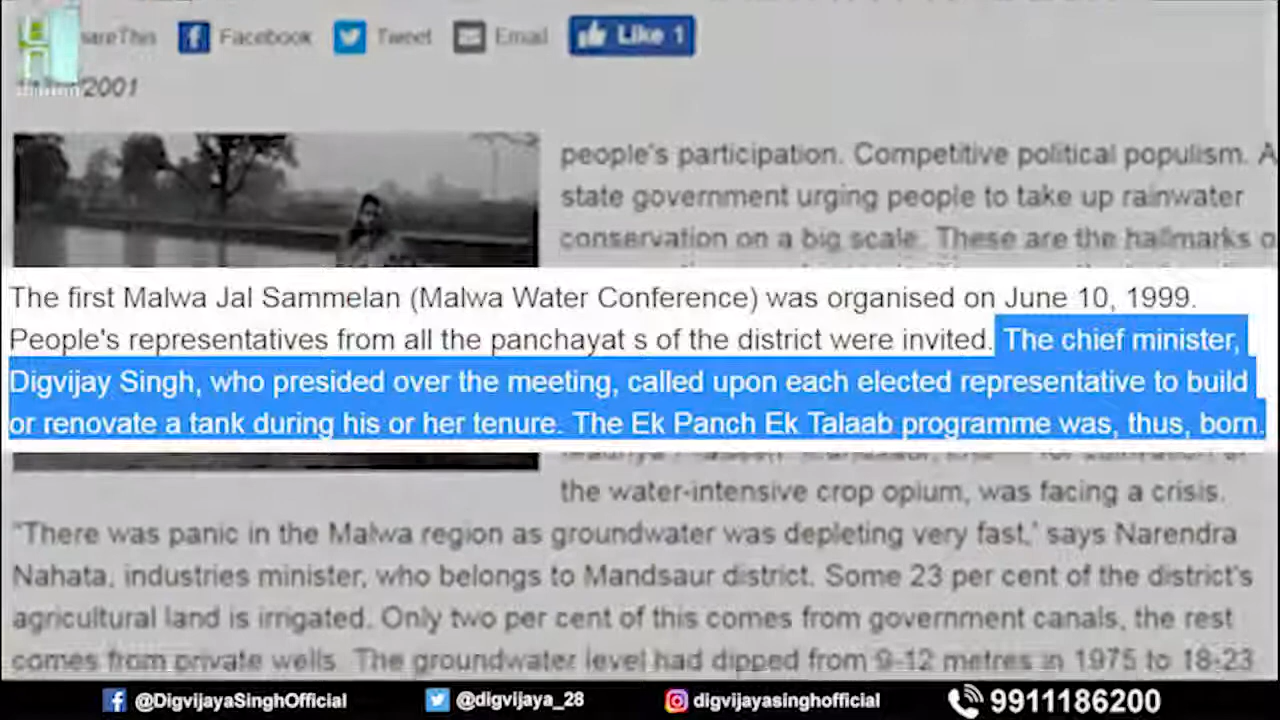 areThis Facebook Tweet Email Like 1
2001
people's participation. Competitive political populism. A
state government urging people to take up rainwater
conservation on a big scale. These are the hallmarks o
The first Malwa Jal Sammelan (Malwa Water Conference) was organised on June 10, 1999.
People's representatives from all the panchayat s of the district were invited. The chief minister,
Digvijay Singh, who presided over the meeting, called upon each elected representative to build
or renovate a tank during his or her tenure. The Ek Panch Ek Talaab programme was, thus, born.
the water-intensive crop opium, was facing a crisis.
"There was panic in the Malwa region as groundwater was depleting very fast,' says Narendra
Nahata, industries minister, who belongs to Mandsaur district. Some 23 per cent of the district's
agricultural land is irrigated. Only two per cent of this comes from government canals, the rest
comes from private wells. The groundwater level had dipped from 9-12 metres in 1975 to 18-23
@DigvijayaSinghOfficial @digvijaya_28 digvijayasinghofficial 9911186200